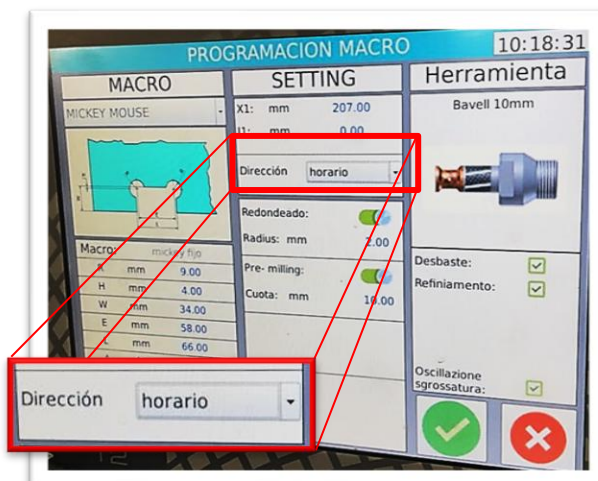 PROGRAMACION MACRO
10:18:31
MACRO
MICKEY MOUSE
Macro: mickey fijo
R mm 9.00
H mm 4.00
W mm 34.00
E mm 58.00
L mm 66.00
SETTING
X1: mm 207.00
mm 0.00
Dirección horario
Redondeado:
Radius: mm 2.00
Pre- milling:
Cuota: mm 10.00
Herramienta
Bavell 10mm
Desbaste:
Refiniamento:
Oscillazione
sgrossatura:
Dirección horario